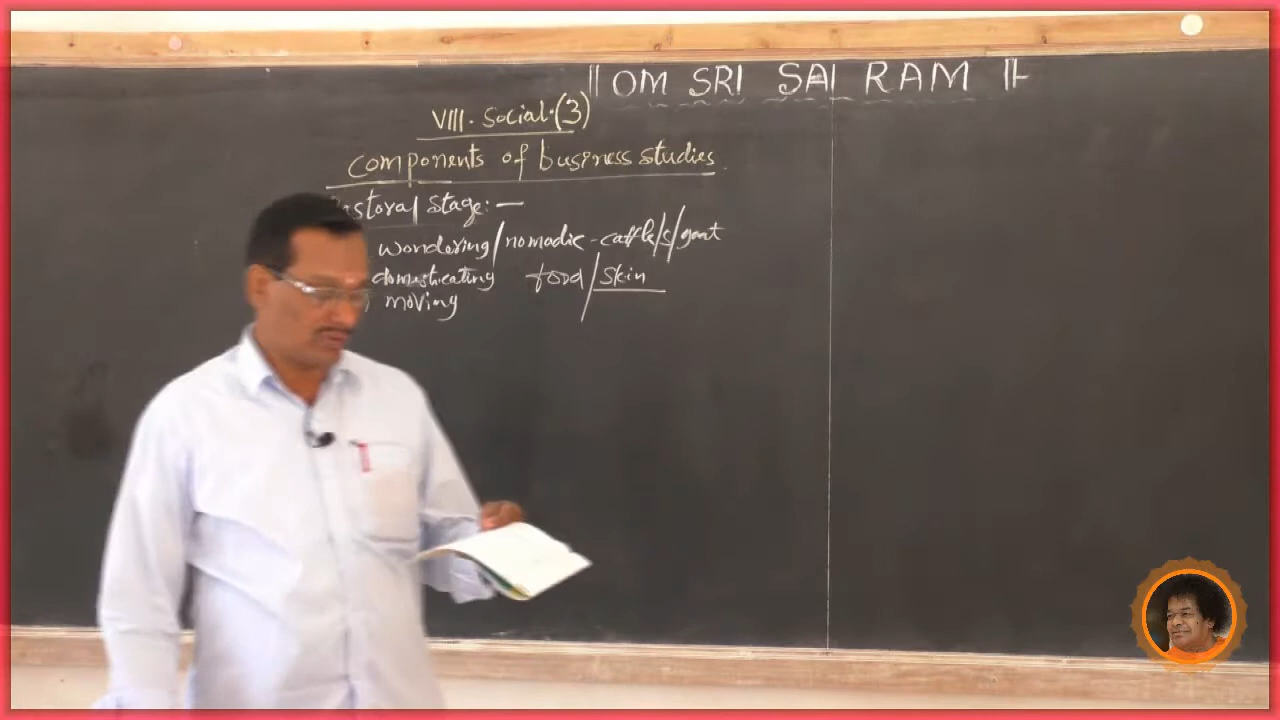 || OM SRI SAI RAM ||
VIII. Social. (3)
Components of business studies
Pastoral Stage: —
wondering/nomadic - cattle/s/goat
domesticating food/skin
moving